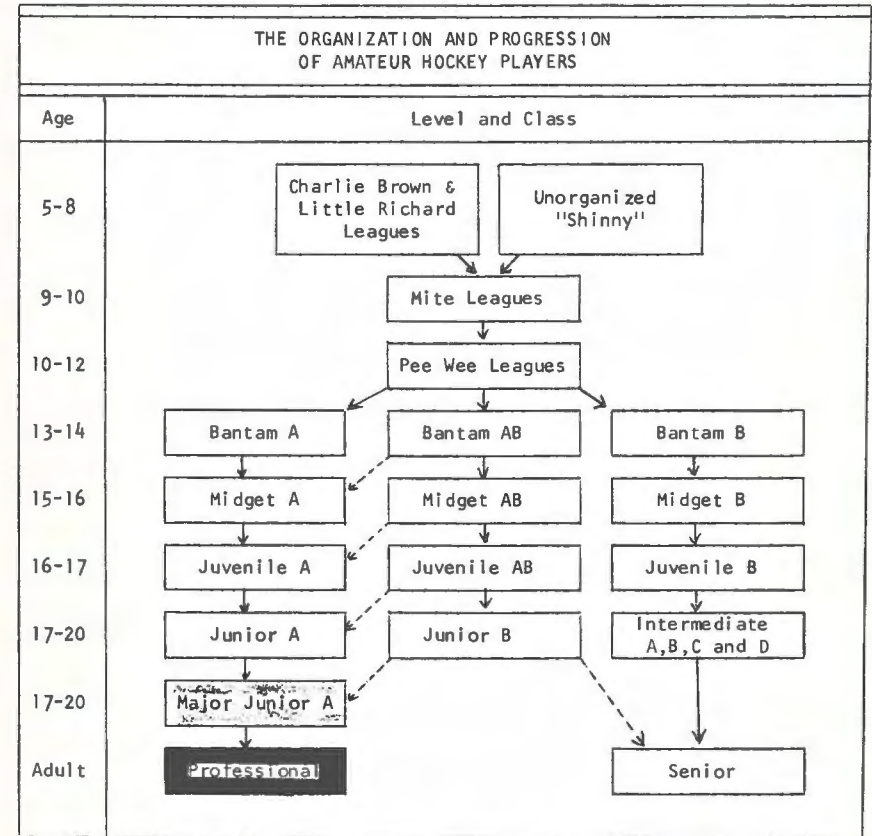 THE ORGANIZATION AND PROGRESSION
OF AMATEUR HOCKEY PLAYERS
Age
Level and Class
5-8
Charlie Brown &
Little Richard
Leagues
Unorganized
"Shinny"
9-10
Mite Leagues
10-12
Pee Wee Leagues
13-14
Bantam A
Bantam AB
Bantam B
15-16
Midget A
Midget AB
Midget B
16-17
Juvenile A
Juvenile AB
Juvenile B
17-20
Junior A
Junior B
Intermediate
A,B,C and D
17-20
Major Junior A
Adult
Professional
Senior